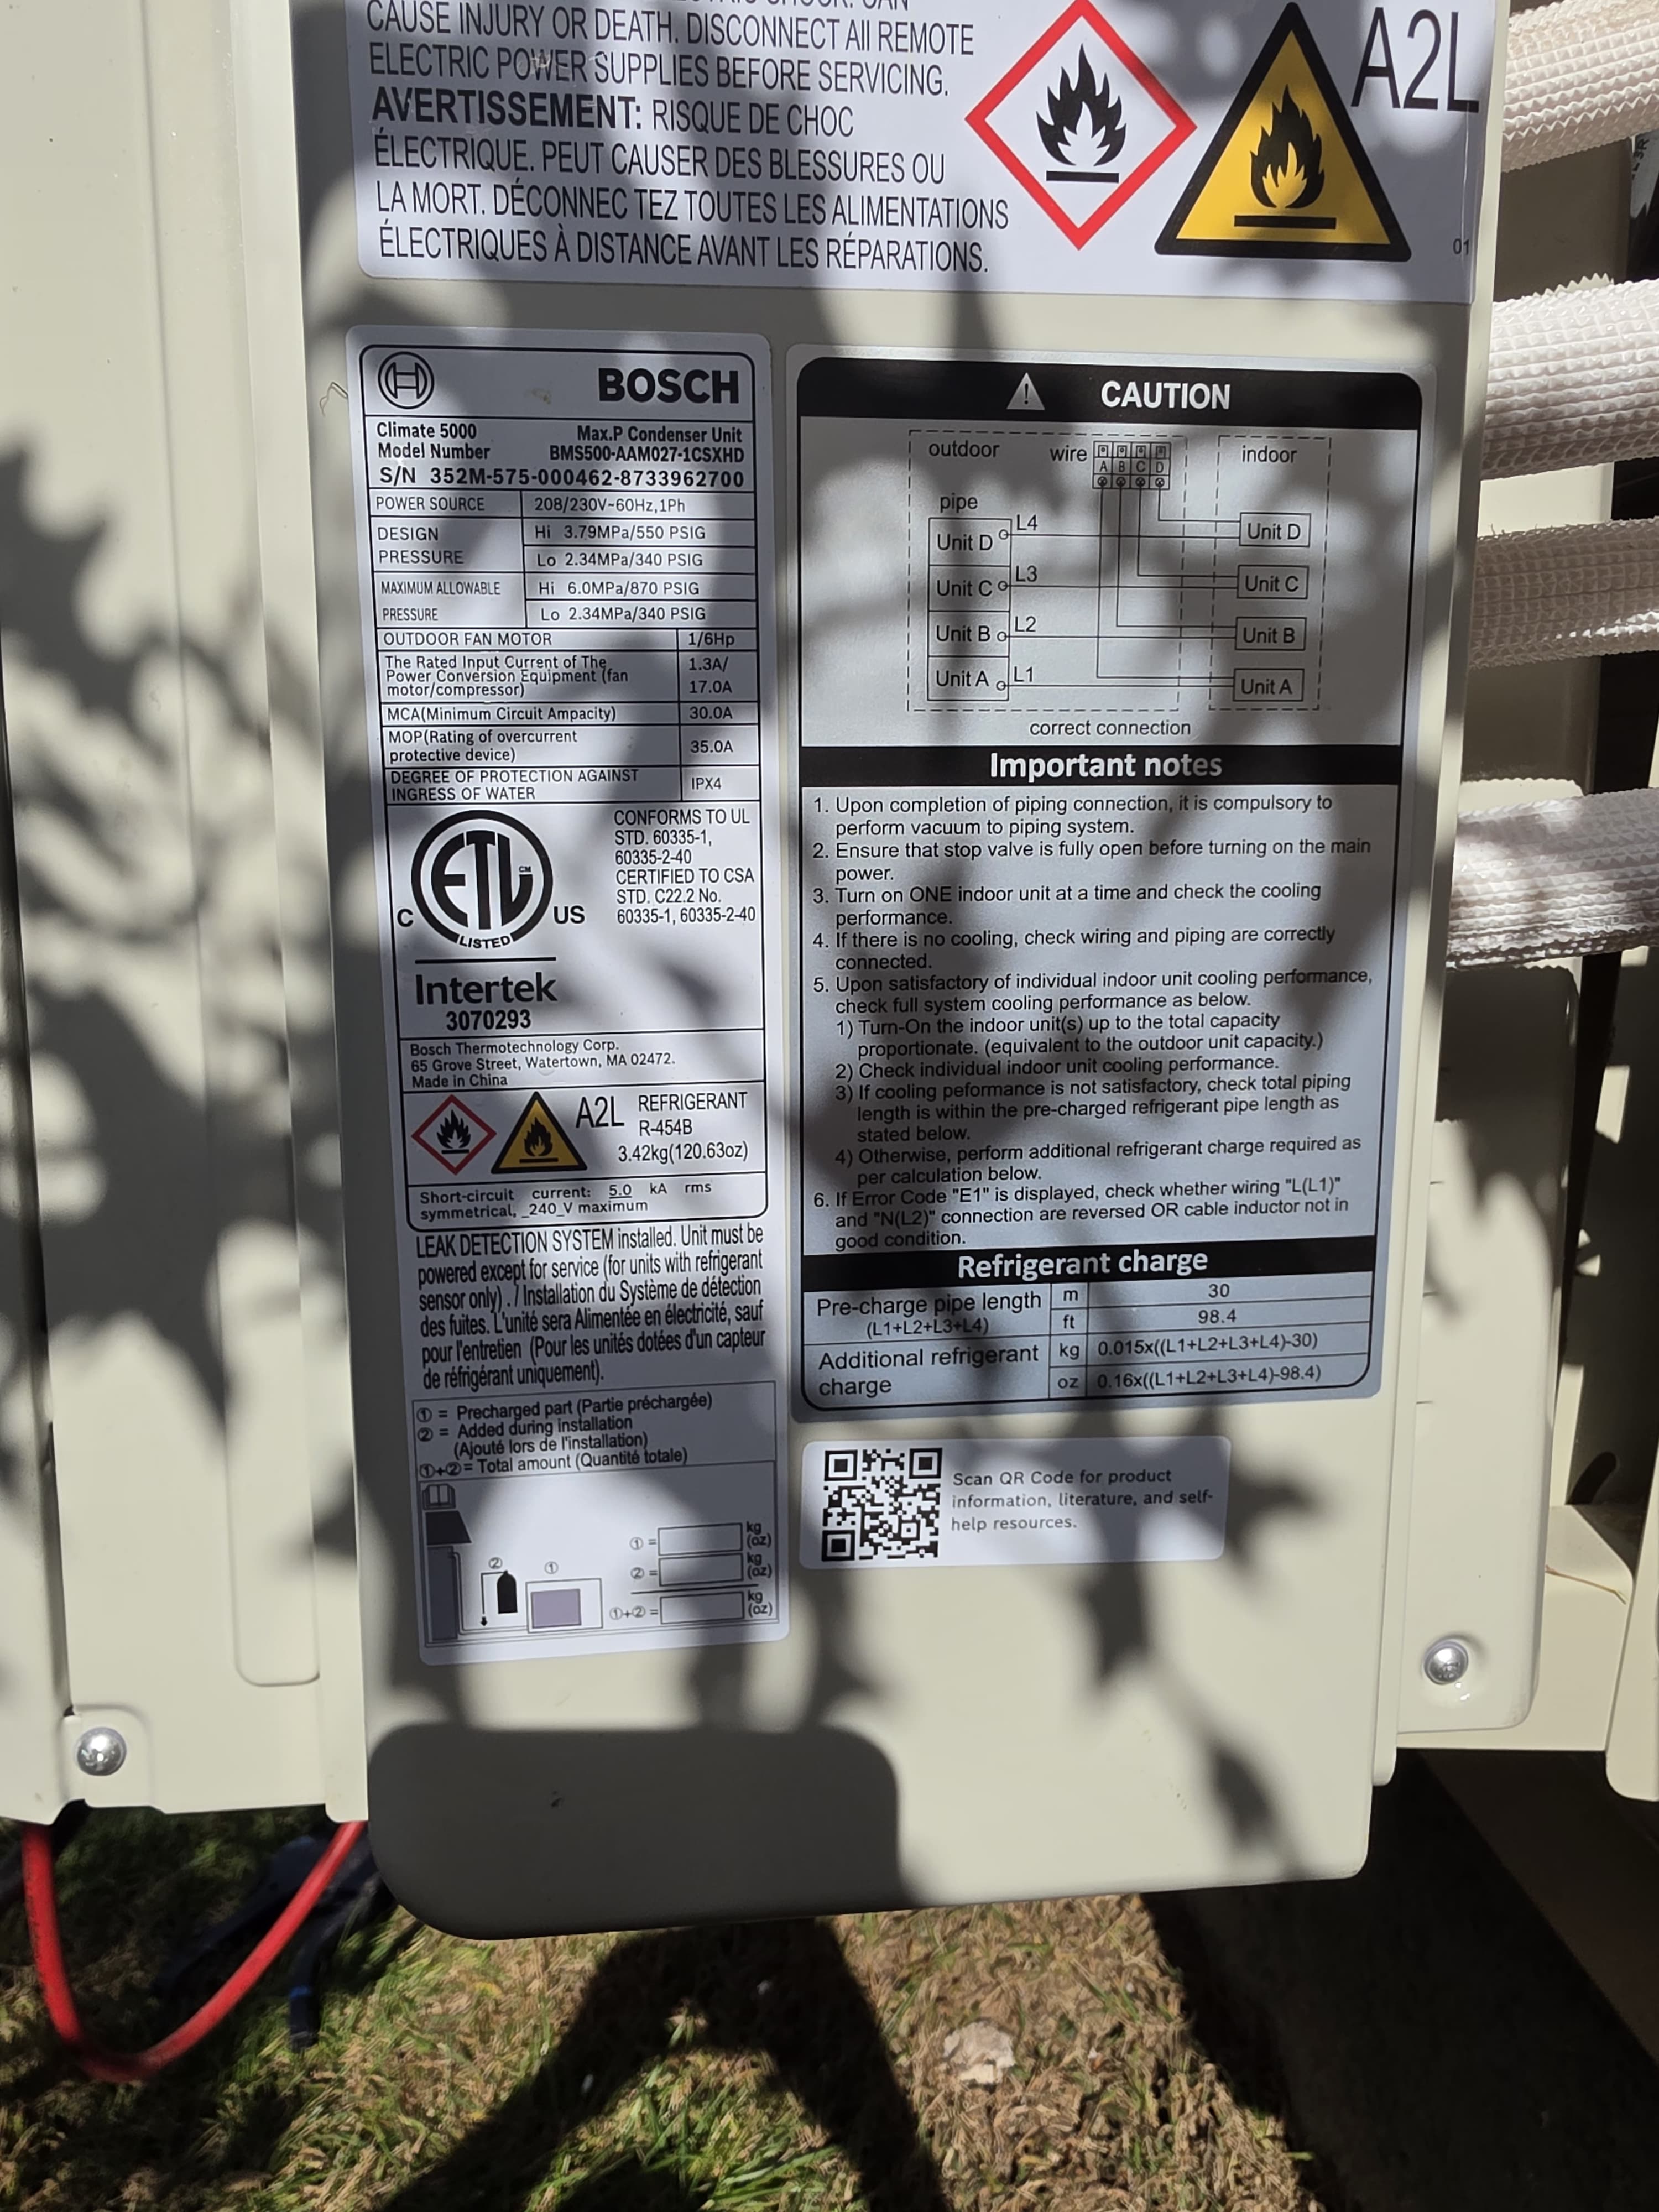 CAUSE INJURY OR DEATH. DISCONNECT All REMOTE
ELECTRIC POWER SUPPLIES BEFORE SERVICING.
AVERTISSEMENT: RISQUE DE CHOC
ÉLECTRIQUE. PEUT CAUSER DES BLESSURES OU
LA MORT. DÉCONNEC TEZ TOUTES LES ALIMENTATIONS
ÉLECTRIQUES À DISTANCE AVANT LES RÉPARATIONS.
A2L
01
BOSCH
Climate 5000 Max.P Condenser Unit
Model Number BMS500-AAM027-1CSXHD
S/N 352M-575-000462-8733962700
POWER SOURCE 208/230V~60Hz,1Ph
DESIGN PRESSURE Hi 3.79MPa/550 PSIG
Lo 2.34MPa/340 PSIG
MAXIMUM ALLOWABLE PRESSURE Hi 6.0MPa/870 PSIG
Lo 2.34MPa/340 PSIG
OUTDOOR FAN MOTOR 1/6Hp
The Rated Input Current of The
Power Conversion Equipment (fan
motor/compressor)
1.3A/
17.0A
MCA(Minimum Circuit Ampacity) 30.0A
MOP(Rating of overcurrent
protective device) 35.0A
DEGREE OF PROTECTION AGAINST
INGRESS OF WATER IPX4
C ETL CM US
LISTED
CONFORMS TO UL
STD. 60335-1,
60335-2-40
CERTIFIED TO CSA
STD. C22.2 No.
60335-1, 60335-2-40
Intertek
3070293
Bosch Thermotechnology Corp.
65 Grove Street, Watertown, MA 02472.
Made in China
A2L REFRIGERANT
R-454B
3.42kg(120.63oz)
Short-circuit current: 5.0 kA rms
symmetrical, _240_V maximum
LEAK DETECTION SYSTEM installed. Unit must be
powered except for service (for units with refrigerant
sensor only) . / Installation du Système de détection
des fuites. L'unité sera Alimentée en électricité, sauf
pour l'entretien (Pour les unités dotées d'un capteur
de réfrigérant uniquement).
① = Precharged part (Partie préchargée)
② = Added during installation
(Ajouté lors de l'installation)
①+② = Total amount (Quantité totale)
② ①
① = kg (oz)
② = kg (oz)
①+② = kg (oz)
CAUTION
outdoor wire indoor
A B C D
pipe
Unit D L4 Unit D
Unit C L3 Unit C
Unit B L2 Unit B
Unit A L1 Unit A
correct connection
Important notes
1. Upon completion of piping connection, it is compulsory to
perform vacuum to piping system.
2. Ensure that stop valve is fully open before turning on the main
power.
3. Turn on ONE indoor unit at a time and check the cooling
performance.
4. If there is no cooling, check wiring and piping are correctly
connected.
5. Upon satisfactory of individual indoor unit cooling performance,
check full system cooling performance as below.
1) Turn-On the indoor unit(s) up to the total capacity
proportionate. (equivalent to the outdoor unit capacity.)
2) Check individual indoor unit cooling performance.
3) If cooling peformance is not satisfactory, check total piping
length is within the pre-charged refrigerant pipe length as
stated below.
4) Otherwise, perform additional refrigerant charge required as
per calculation below.
6. If Error Code "E1" is displayed, check whether wiring "L(L1)"
and "N(L2)" connection are reversed OR cable inductor not in
good condition.
Refrigerant charge
Pre-charge pipe length
(L1+L2+L3+L4)
m 30
ft 98.4
Additional refrigerant
charge
kg 0.015x((L1+L2+L3+L4)-30)
oz 0.16x((L1+L2+L3+L4)-98.4)
Scan QR Code for product
information, literature, and self-
help resources.